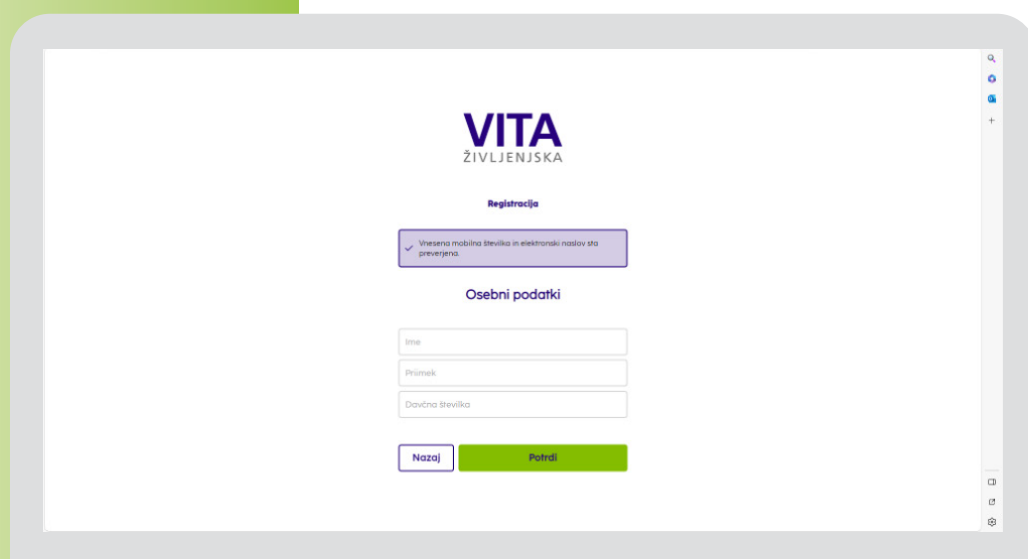 VITA
ŽIVLJENJSKA
Registracija
Vnesena mobilna številka in elektronski naslov sta
preverjena.
Osebni podatki
Ime
Priimek
Davčna številka
Nazaj
Potrdi